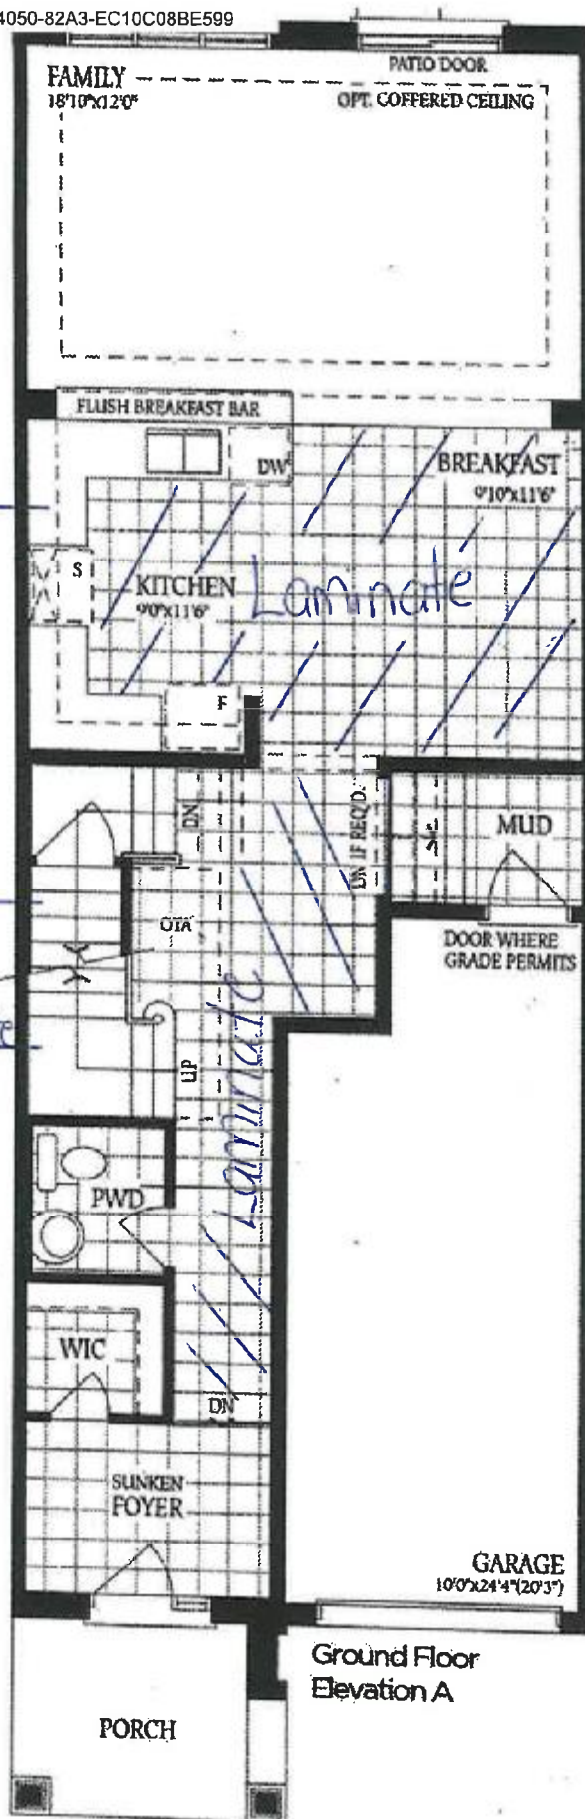 4050-82A3-EC10C08BE599
PATIO DOOR
FAMILY
18'10"x12'0"
OPT. COFFERED CEILING
FLUSH BREAKFAST BAR
DW
BREAKFAST
9'10"x11'6"
S
KITCHEN
9'0"x11'6"
Laminate
F
DN
DN IF REQ'D.
MUD
OTA
DOOR WHERE
GRADE PERMITS
UP
Laminate
PWD
WIC
DN
SUNKEN
FOYER
GARAGE
10'0"x24'4"(20'3")
Ground Floor
Elevation A
PORCH